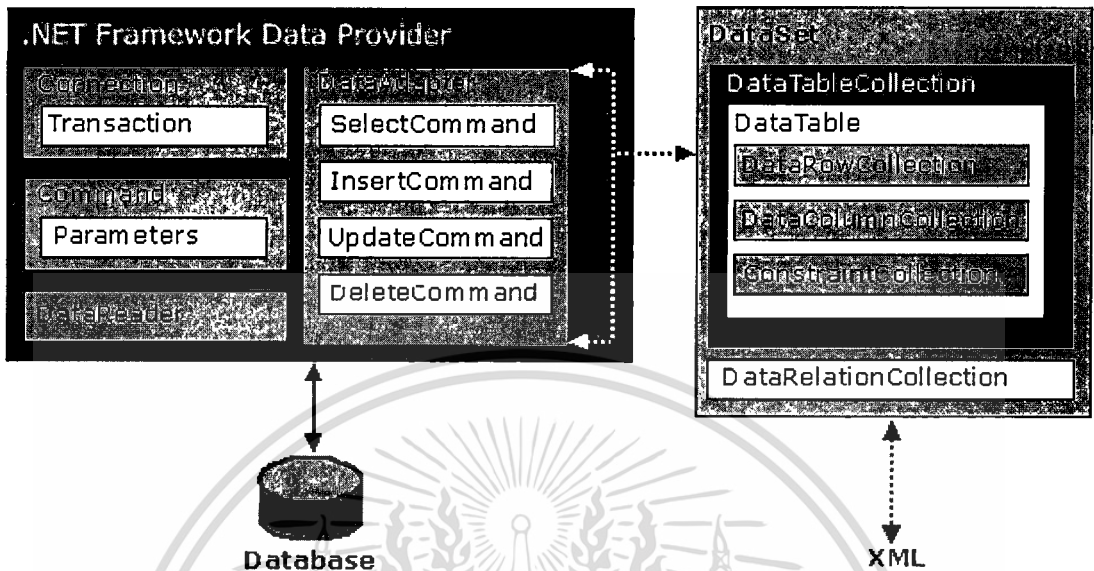 .NET Framework Data Provider
Connection
Transaction
Command
Parameters
DataReader
DataAdapter
SelectCommand
InsertCommand
UpdateCommand
DeleteCommand
DataSet
DataTableCollection
DataTable
DataRowCollection
DataColumnCollection
ConstraintCollection
DataRelationCollection
Database
XML